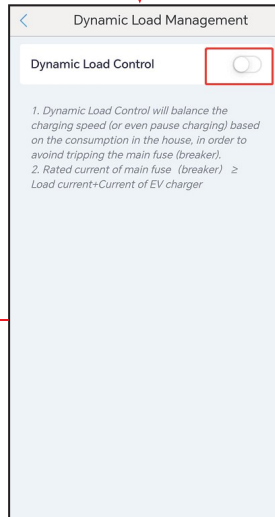 Dynamic Load Management
Dynamic Load Control
1. Dynamic Load Control will balance the
charging speed (or even pause charging) based
on the consumption in the house, in order to
avoind tripping the main fuse (breaker).
2. Rated current of main fuse（breaker）≥
Load current+Current of EV charger